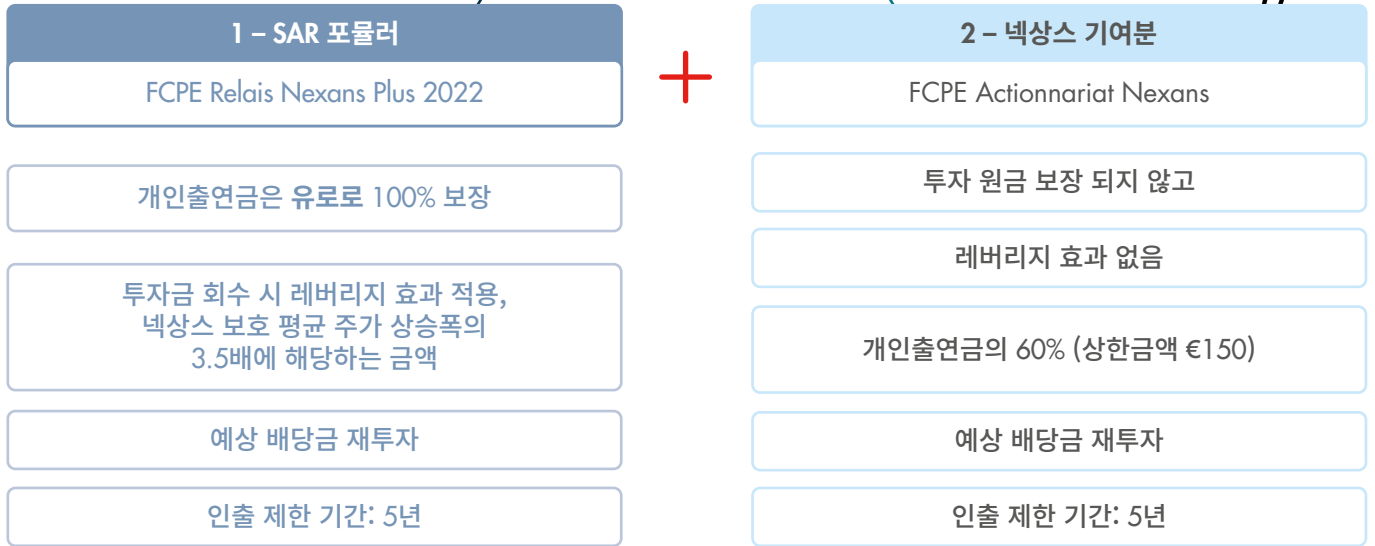 1 – SAR 포뮬러
FCPE Relais Nexans Plus 2022
개인출연금은 유로로 100% 보장
투자금 회수 시 레버리지 효과 적용,
넥상스 보호 평균 주가 상승폭의
3.5배에 해당하는 금액
예상 배당금 재투자
인출 제한 기간: 5년
+
2 – 넥상스 기여분
FCPE Actionnariat Nexans
투자 원금 보장 되지 않고
레버리지 효과 없음
개인출연금의 60% (상한금액 €150)
예상 배당금 재투자
인출 제한 기간: 5년